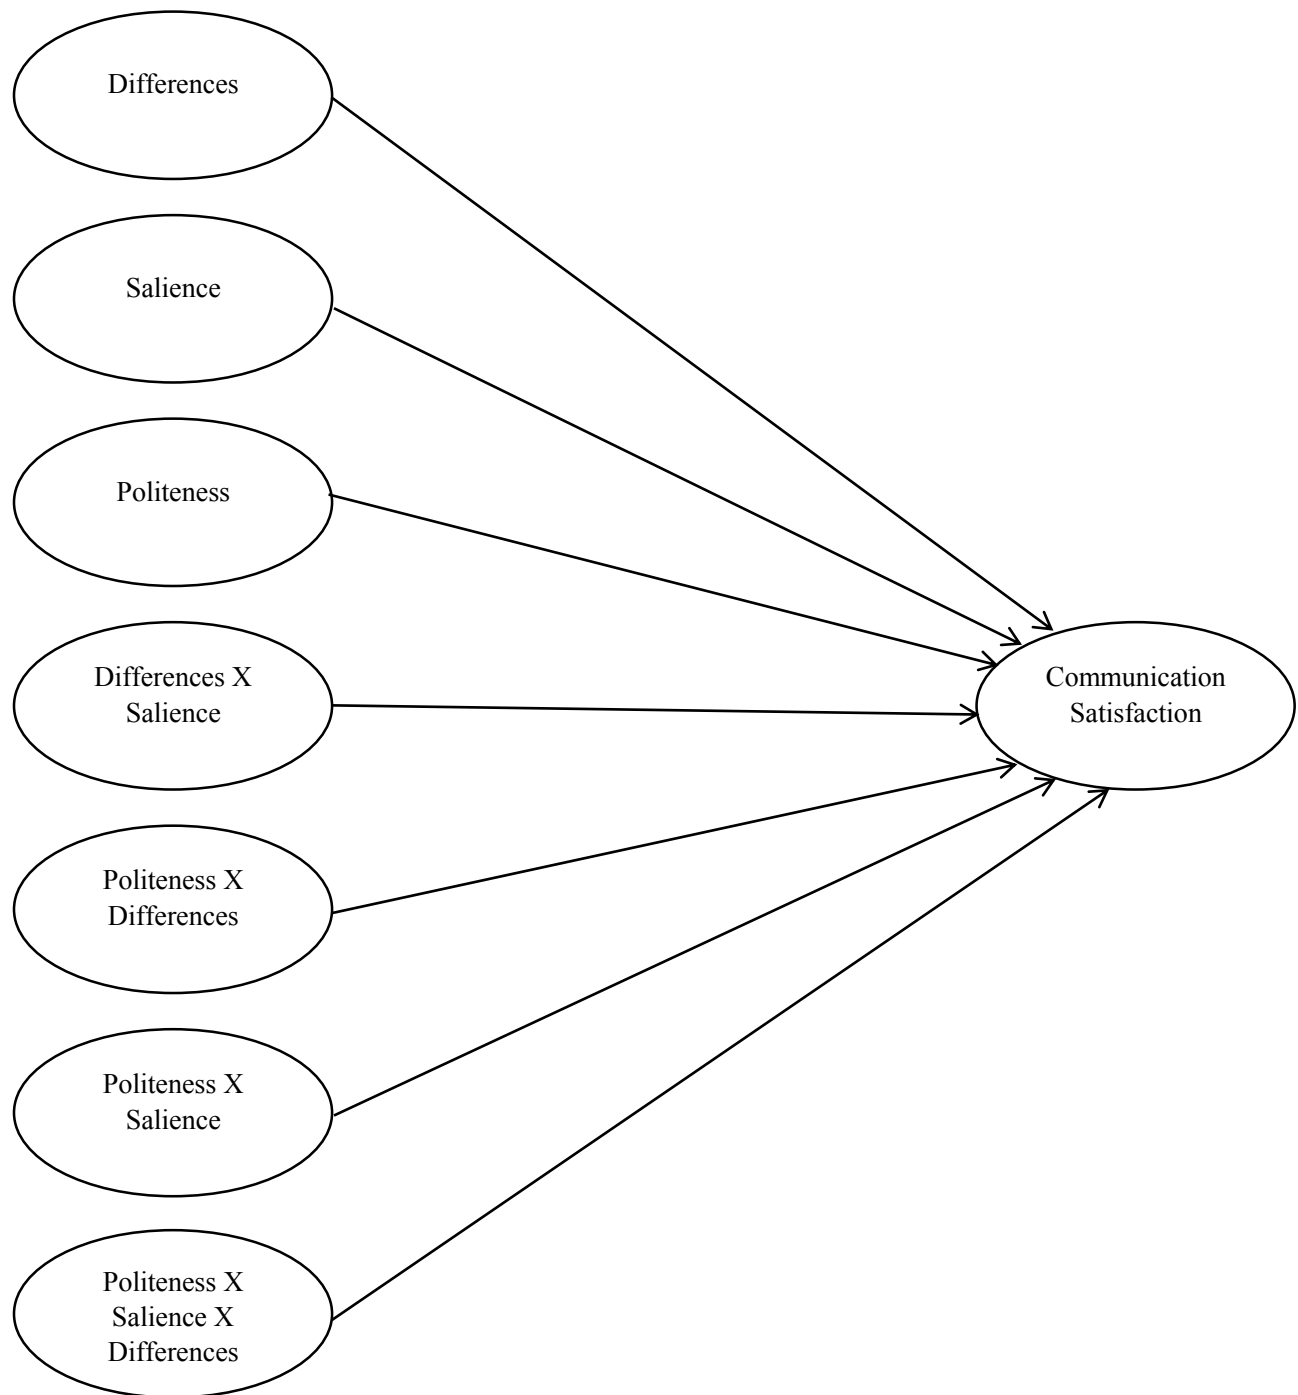 Differences
Salience
Politeness
Differences X
Salience
Communication
Satisfaction
Politeness X
Differences
Politeness X
Salience
Politeness X
Salience X
Differences